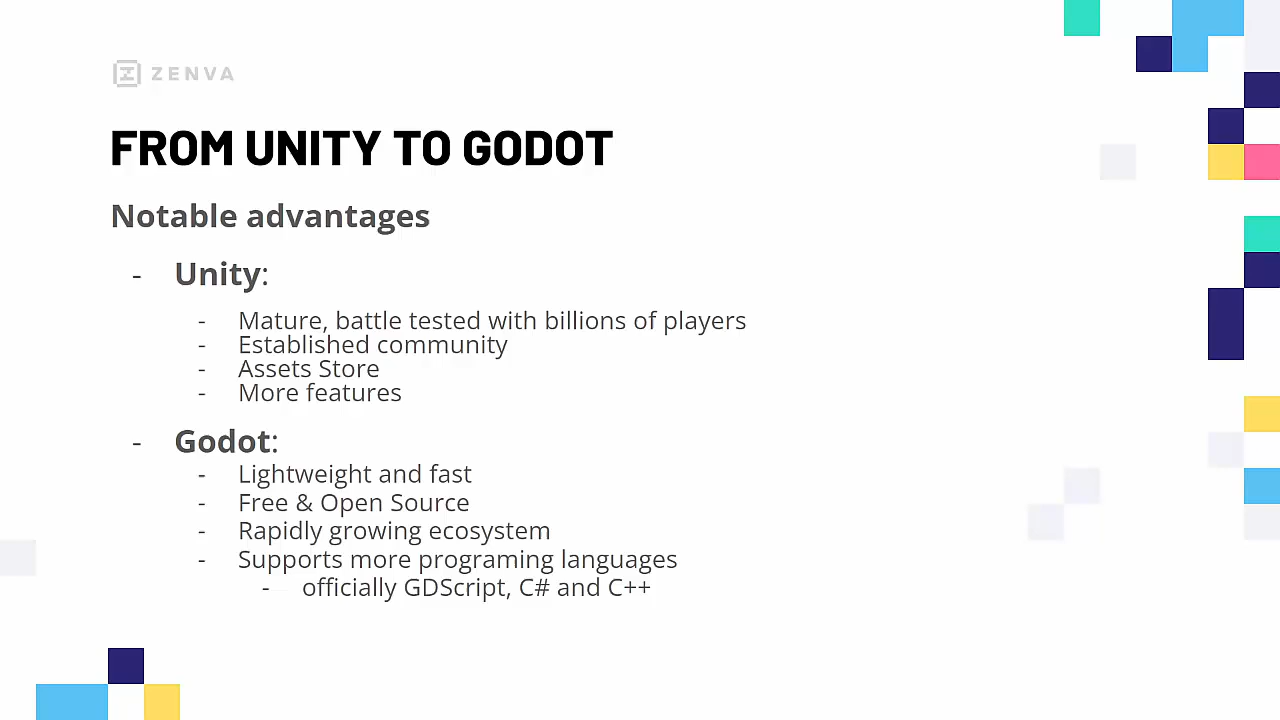 ZENVA
FROM UNITY TO GODOT
Notable advantages
- Unity:
- Mature, battle tested with billions of players
- Established community
- Assets Store
- More features
- Godot:
- Lightweight and fast
- Free & Open Source
- Rapidly growing ecosystem
- Supports more programing languages
- officially GDScript, C# and C++